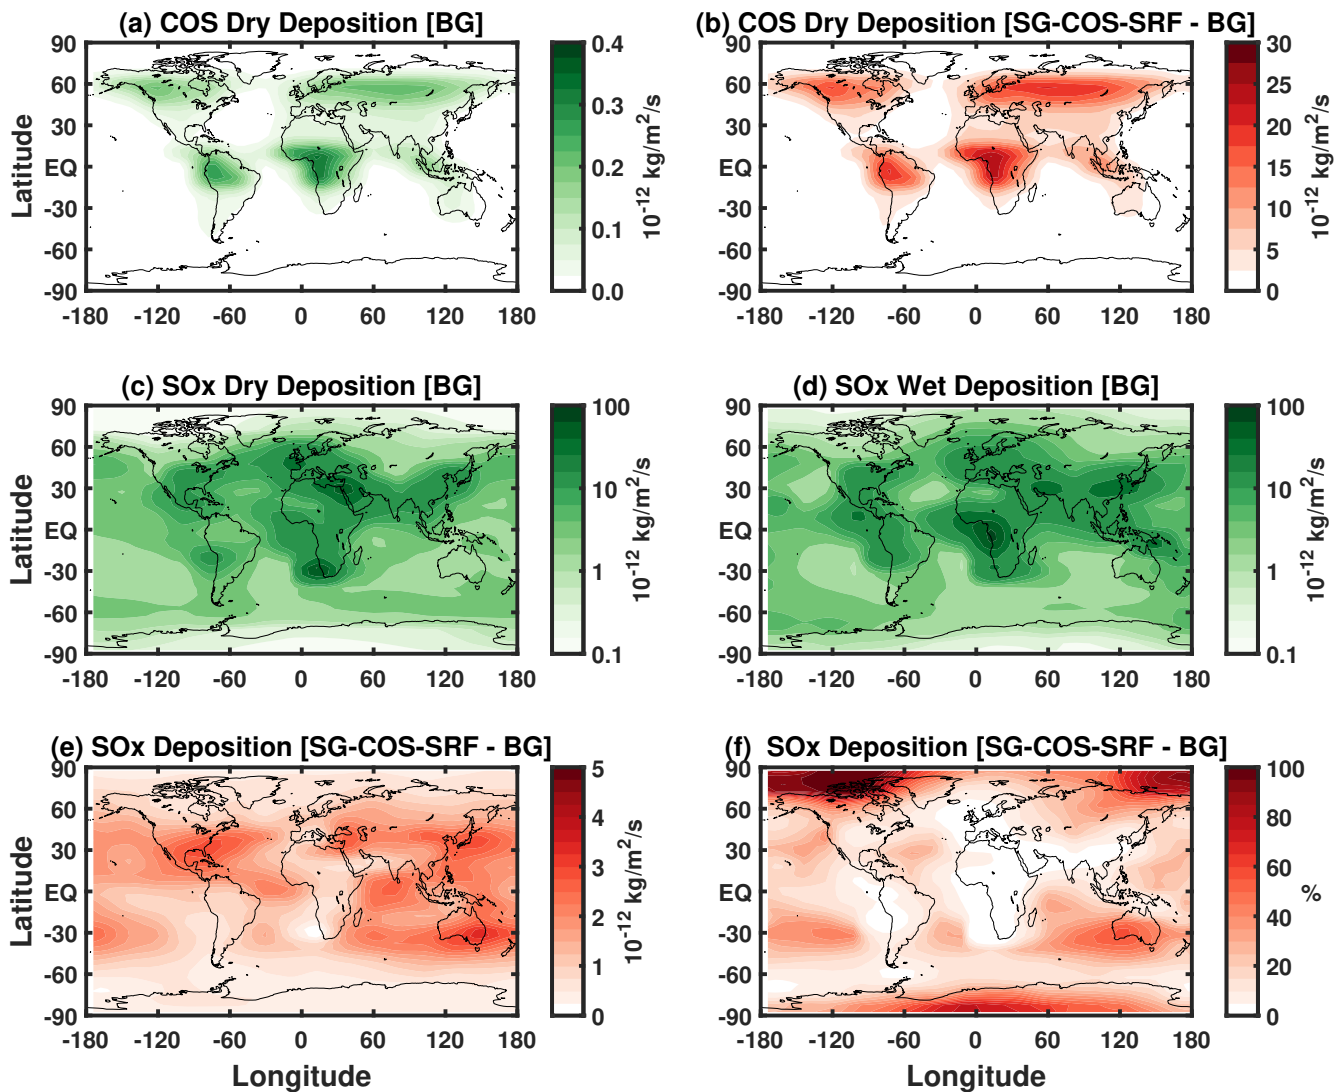 (a) COS Dry Deposition [BG]
90
60
30
EQ
-30
-60
-90
Latitude
-180 -120 -60 0 60 120 180
0.4
0.3
0.2
0.1
0.0
10-12 kg/m2/s
(b) COS Dry Deposition [SG-COS-SRF - BG]
90
60
30
EQ
-30
-60
-90
-180 -120 -60 0 60 120 180
30
25
20
15
10
5
0
10-12 kg/m2/s
(c) SOx Dry Deposition [BG]
90
60
30
EQ
-30
-60
-90
Latitude
-180 -120 -60 0 60 120 180
100
10
1
0.1
10-12 kg/m2/s
(d) SOx Wet Deposition [BG]
90
60
30
EQ
-30
-60
-90
-180 -120 -60 0 60 120 180
100
10
1
0.1
10-12 kg/m2/s
(e) SOx Deposition [SG-COS-SRF - BG]
90
60
30
EQ
-30
-60
-90
Latitude
-180 -120 -60 0 60 120 180
Longitude
5
4
3
2
1
0
10-12 kg/m2/s
(f) SOx Deposition [SG-COS-SRF - BG]
90
60
30
EQ
-30
-60
-90
-180 -120 -60 0 60 120 180
Longitude
100
80
60
40
20
0
%